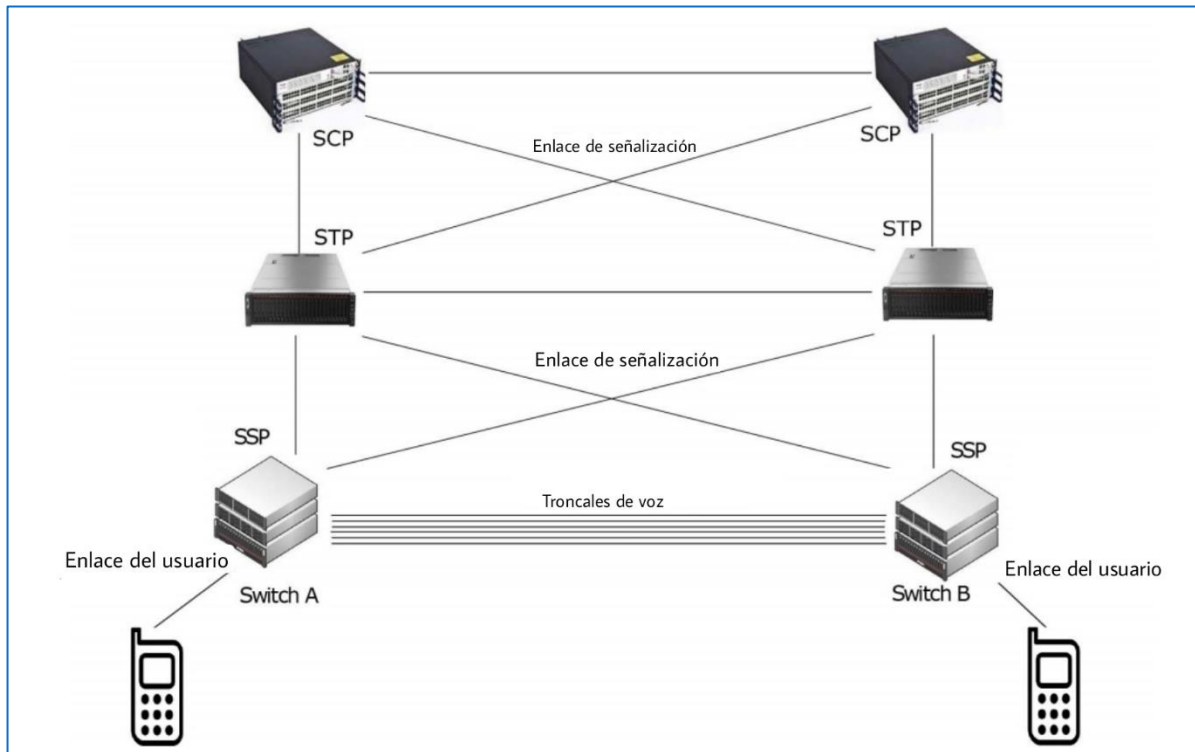 SCP
SCP
Enlace de señalización
STP
STP
Enlace de señalización
SSP
SSP
Troncales de voz
Enlace del usuario
Enlace del usuario
Switch A
Switch B